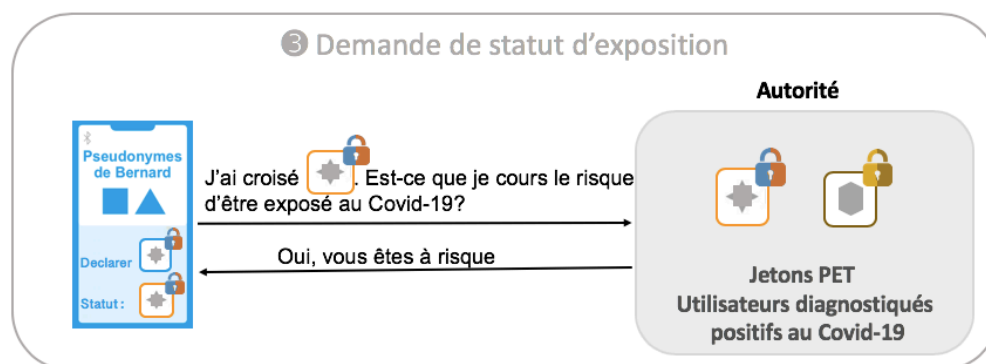 ❸ Demande de statut d’exposition
Autorité
Pseudonymes
de Bernard
Declarer
Statut :
J’ai croisé . Est-ce que je cours le risque
d’être exposé au Covid-19?
Oui, vous êtes à risque
Jetons PET
Utilisateurs diagnostiqués
positifs au Covid-19